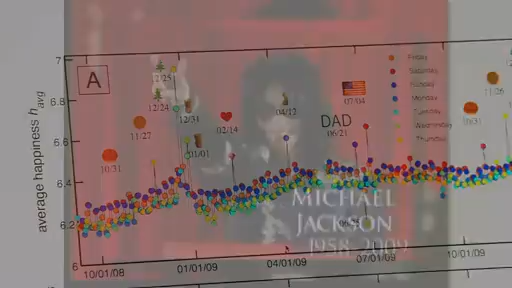 7
A
12/25
6.8
12/24
12/31
04/12
07/04
11/26
11/27
02/14
DAD
06/21
10/31
6.6
01/01
10/31
6.4
6.2
6
average happiness havg
Friday
Saturday
Sunday
Monday
Tuesday
Wednesday
Thursday
MICHAEL
JACKSON
1958-2009
10/01/08
01/01/09
04/01/09
07/01/09
10/01/09